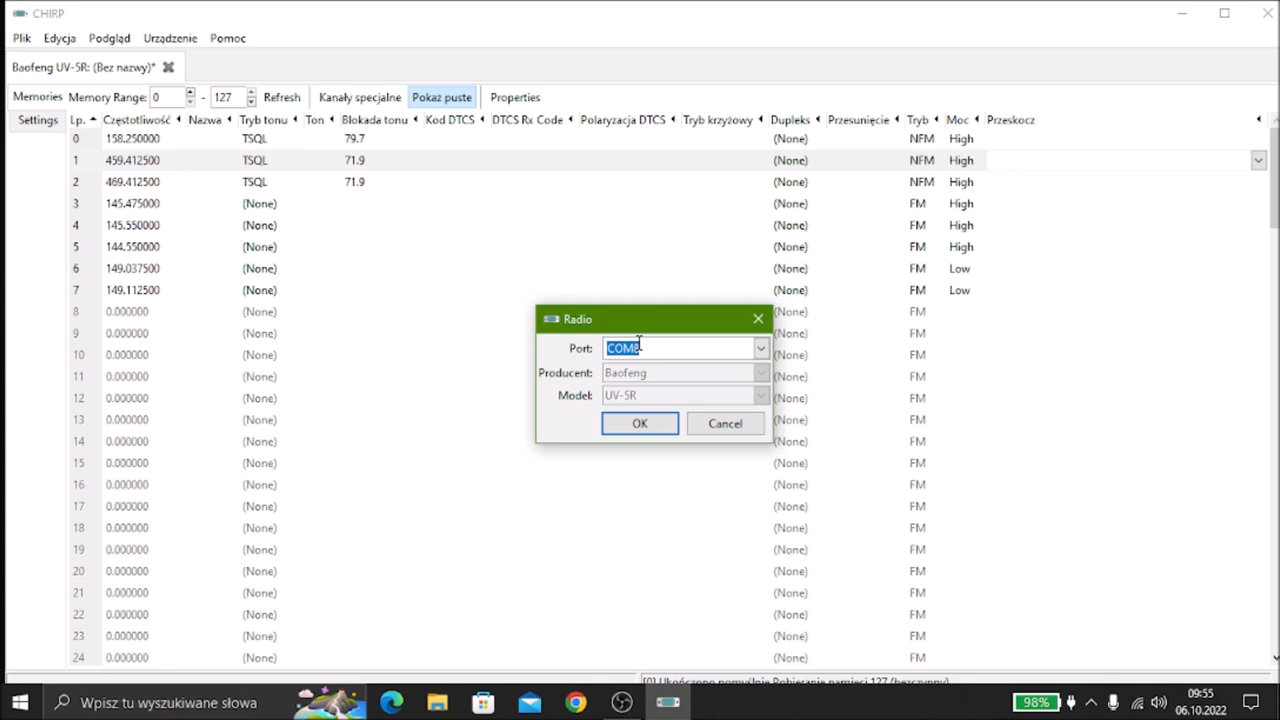 CHIRP
Plik Edycja Podgląd Urządzenie Pomoc
Baofeng UV-5R: (Bez nazwy)*
Memories Memory Range: 0 - 127 Refresh Kanały specjalne Pokaż puste Properties
Settings Lp. Częstotliwość Nazwa Tryb tonu Ton Blokada tonu Kod DTCS DTCS Rx Code Polaryzacja DTCS Tryb krzyżowy Dupleks Przesunięcie Tryb Moc Przeskocz
0 158.250000 TSQL 79.7 (None) NFM High
1 459.412500 TSQL 71.9 (None) NFM High
2 469.412500 TSQL 71.9 (None) NFM High
3 145.475000 (None) (None) FM High
4 145.550000 (None) (None) FM High
5 144.550000 (None) (None) FM High
6 149.037500 (None) (None) FM Low
7 149.112500 (None) (None) FM Low
8 0.000000 (None) (None) FM
9 0.000000 (None) (None) FM
10 0.000000 (None) (None) FM
11 0.000000 (None) (None) FM
12 0.000000 (None) (None) FM
13 0.000000 (None) (None) FM
14 0.000000 (None) (None) FM
15 0.000000 (None) (None) FM
16 0.000000 (None) (None) FM
17 0.000000 (None) (None) FM
18 0.000000 (None) (None) FM
19 0.000000 (None) (None) FM
20 0.000000 (None) (None) FM
21 0.000000 (None) (None) FM
22 0.000000 (None) (None) FM
23 0.000000 (None) (None) FM
24 0.000000 (None) (None) FM
Radio
Port: COM8
Producent: Baofeng
Model: UV-5R
OK Cancel
[0] Ukończono pomyślnie Pobieranie pamięci 127 (bezczynny)
Wpisz tu wyszukiwane słowa
98%
09:55
06.10.2022